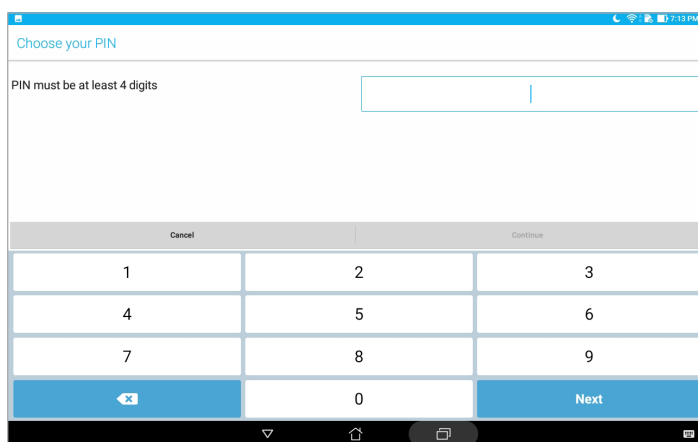 7:13 PM
Choose your PIN
PIN must be at least 4 digits
Cancel Continue
1 2 3
4 5 6
7 8 9
0 Next